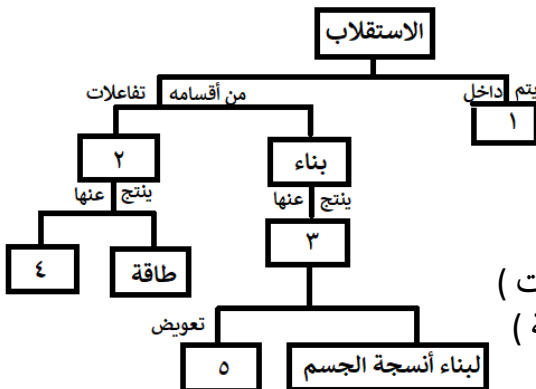 الاستقلاب
يتم داخل
من أقسامه تفاعلات
١
٢
بناء
ينتج عنها
ينتج عنها
٣
٤
طاقة
ت )
ة )
تعويض
٥
لبناء أنسجة الجسم